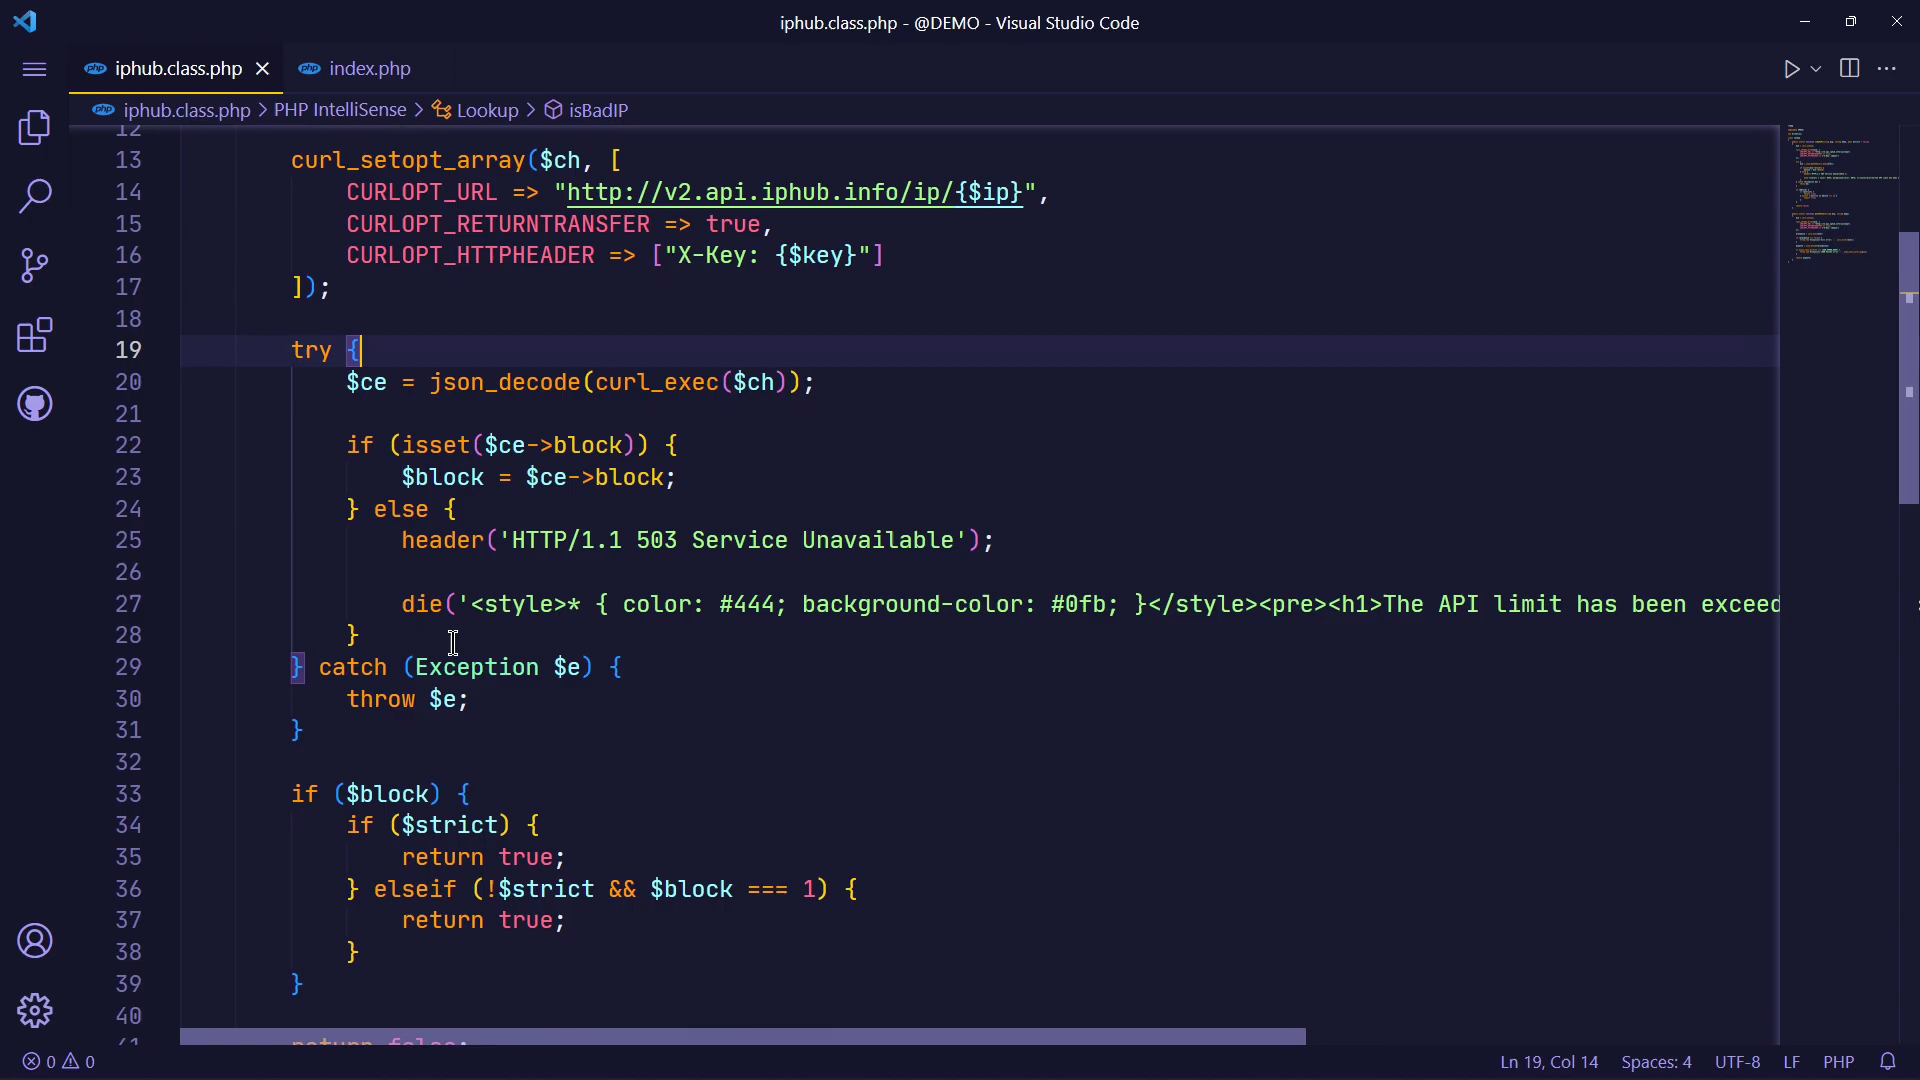 iphub.class.php - @DEMO - Visual Studio Code
iphub.class.php
index.php
iphub.class.php > PHP IntelliSense > Lookup > isBadIP
12
13 curl_setopt_array($ch, [
14 CURLOPT_URL => "http://v2.api.iphub.info/ip/{$ip}",
15 CURLOPT_RETURNTRANSFER => true,
16 CURLOPT_HTTPHEADER => ["X-Key: {$key}"]
17 ]);
18
19 try {
20 $ce = json_decode(curl_exec($ch));
21
22 if (isset($ce->block)) {
23 $block = $ce->block;
24 } else {
25 header('HTTP/1.1 503 Service Unavailable');
26
27 die('<style>* { color: #444; background-color: #0fb; }</style><pre><h1>The API limit has been exceed
28 }
29 } catch (Exception $e) {
30 throw $e;
31 }
32
33 if ($block) {
34 if ($strict) {
35 return true;
36 } elseif (!$strict && $block === 1) {
37 return true;
38 }
39 }
40
41 return false;
0 0
Ln 19, Col 14 Spaces: 4 UTF-8 LF PHP